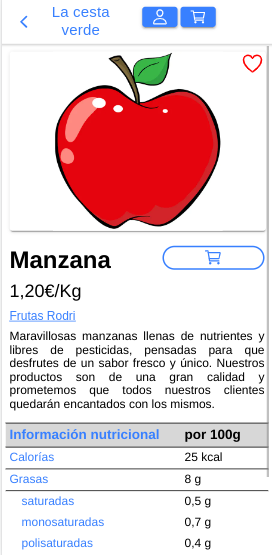 La cesta
verde
Manzana
1,20€/Kg
Frutas Rodri
Maravillosas manzanas llenas de nutrientes y
libres de pesticidas, pensadas para que
desfrutes de un sabor fresco y único. Nuestros
productos son de una gran calidad y
prometemos que todos nuestros clientes
quedarán encantados con los mismos.
Información nutricional por 100g
Calorías 25 kcal
Grasas 8 g
saturadas 0,5 g
monosaturadas 0,7 g
polisaturadas 0,4 g